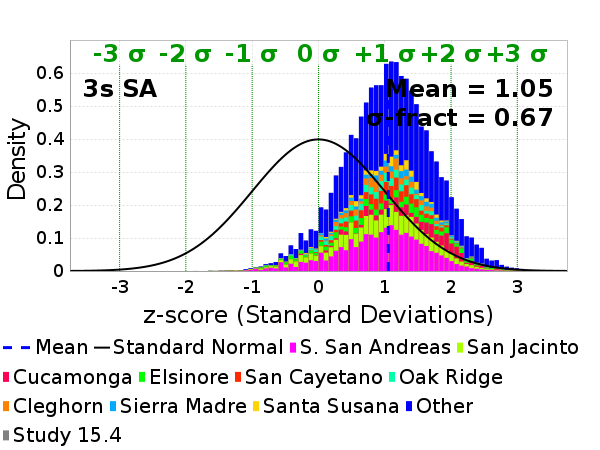 -3 σ -2 σ -1 σ 0 σ +1 σ +2 σ +3 σ
3s SA Mean = 1.05
σ-fract = 0.67
Density
0.6
0.5
0.4
0.3
0.2
0.1
0
-3 -2 -1 0 1 2 3
z-score (Standard Deviations)
Mean Standard Normal S. San Andreas San Jacinto
Cucamonga Elsinore San Cayetano Oak Ridge
Cleghorn Sierra Madre Santa Susana Other
Study 15.4